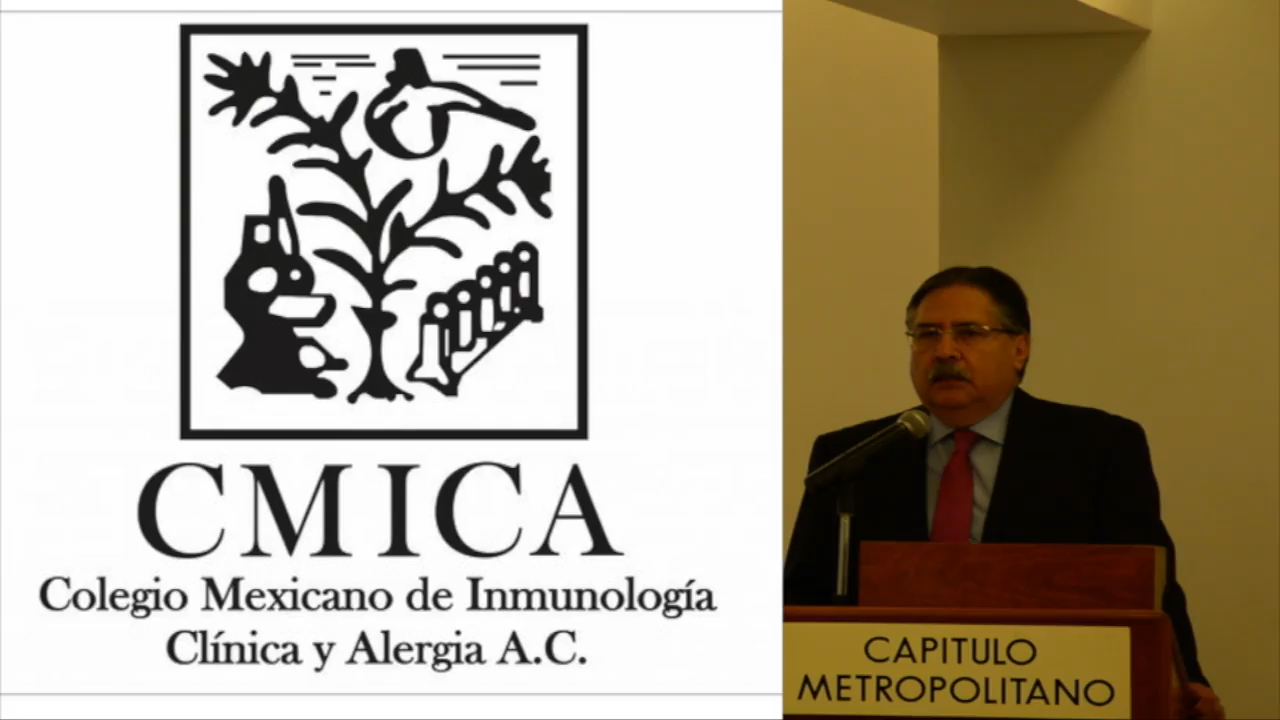 CMICA
Colegio Mexicano de Inmunología
Clínica y Alergia A.C.
CAPITULO
METROPOLITANO